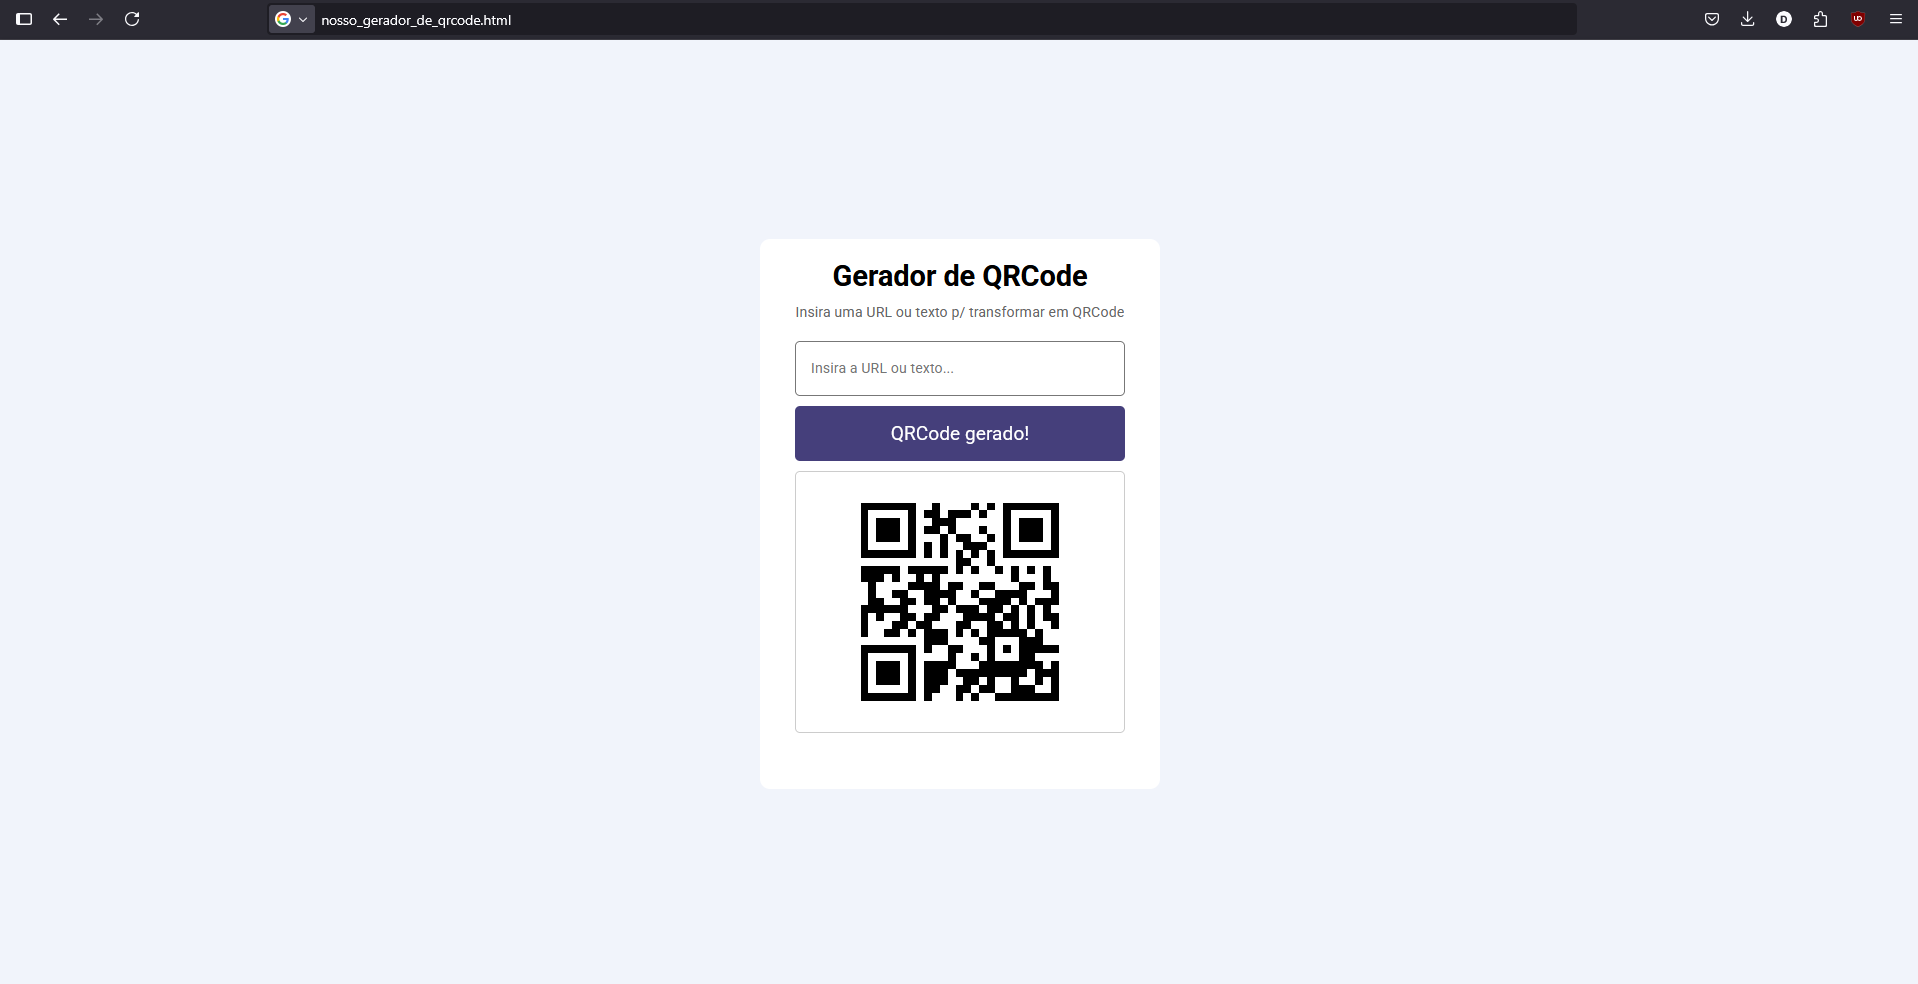 nosso_gerador_de_qrcode.html
D
Gerador de QRCode
Insira uma URL ou texto p/ transformar em QRCode
Insira a URL ou texto...
QRCode gerado!